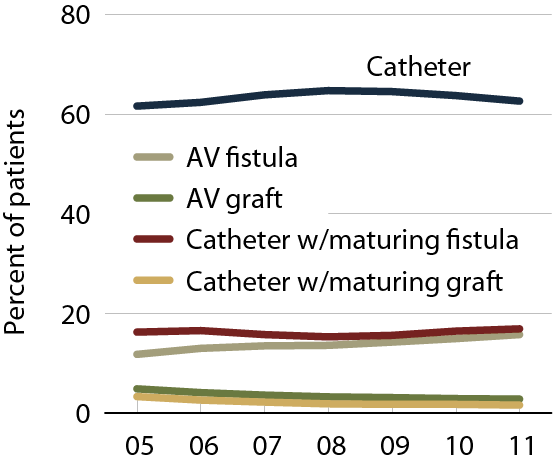 Percent of patients
80
60
40
20
0
Catheter
AV fistula
AV graft
Catheter w/maturing fistula
Catheter w/maturing graft
05 06 07 08 09 10 11